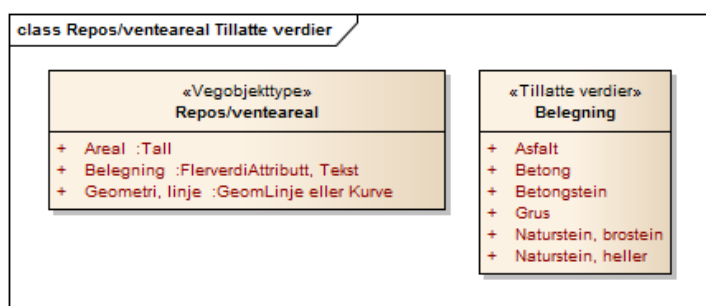 class Repos/venteareal Tillatte verdier
«Vegobjekttype»
Repos/venteareal
+ Areal :Tall
+ Belegning :FlerverdiAttributt, Tekst
+ Geometri, linje :GeomLinje eller Kurve
«Tillatte verdier»
Belegning
+ Asfalt
+ Betong
+ Betongstein
+ Grus
+ Naturstein, brostein
+ Naturstein, heller